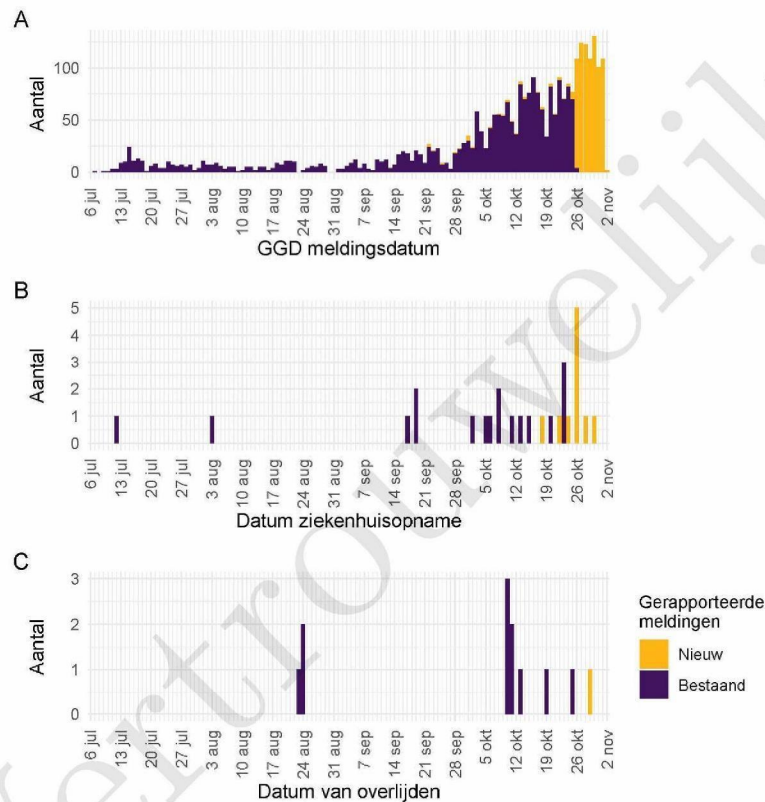 A
Aantal
100
50
0
6 jul
13 jul
20 jul
27 jul
3 aug
10 aug
17 aug
24 aug
31 aug
7 sep
14 sep
21 sep
28 sep
5 okt
12 okt
19 okt
26 okt
2 nov
GGD meldingsdatum
B
Aantal
5
4
3
2
1
0
6 jul
13 jul
20 jul
27 jul
3 aug
10 aug
17 aug
24 aug
31 aug
7 sep
14 sep
21 sep
28 sep
5 okt
12 okt
19 okt
26 okt
2 nov
Datum ziekenhuisopname
C
Aantal
3
2
1
0
6 jul
13 jul
20 jul
27 jul
3 aug
10 aug
17 aug
24 aug
31 aug
7 sep
14 sep
21 sep
28 sep
5 okt
12 okt
19 okt
26 okt
2 nov
Datum van overlijden
Gerapporteerde
meldingen
Nieuw
Bestaand